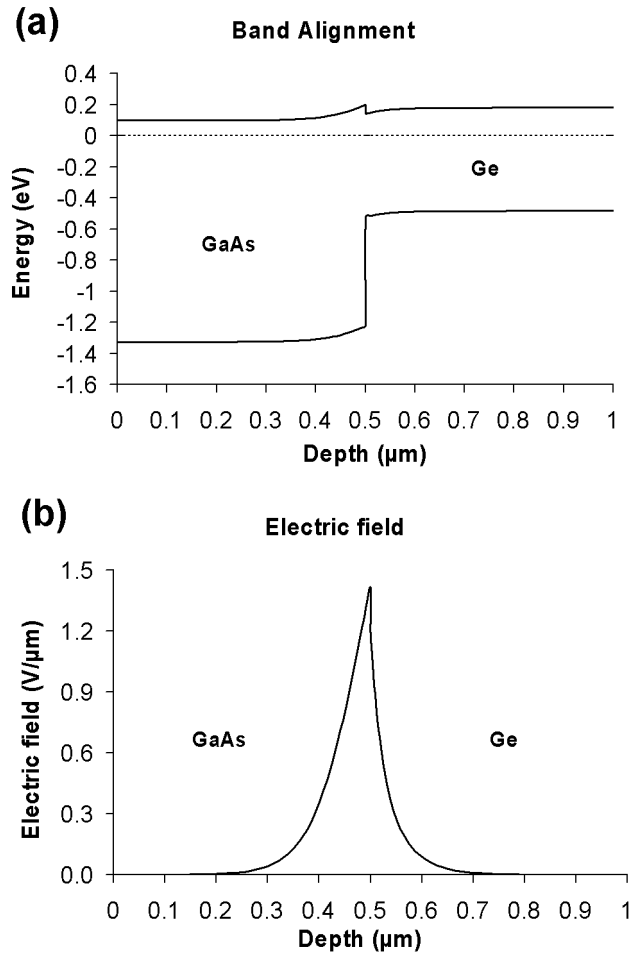 (a)
Band Alignment
0.4
0.2
0
-0.2
-0.4
-0.6
-0.8
-1
-1.2
-1.4
-1.6
Energy (eV)
Ge
GaAs
0 0.1 0.2 0.3 0.4 0.5 0.6 0.7 0.8 0.9 1
Depth (µm)
(b)
Electric field
1.5
1.2
0.9
0.6
0.3
0.0
Electric field (V/µm)
GaAs Ge
0 0.1 0.2 0.3 0.4 0.5 0.6 0.7 0.8 0.9 1
Depth (µm)